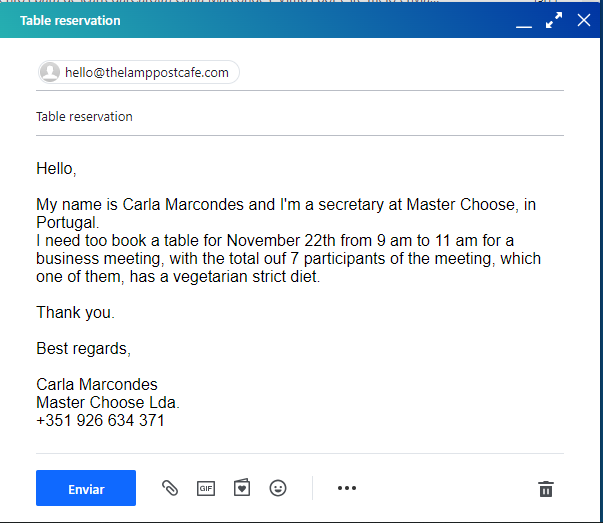 Table reservation
hello@thelamppostcafe.com
Table reservation
Hello,
My name is Carla Marcondes and I'm a secretary at Master Choose, in
Portugal.
I need too book a table for November 22th from 9 am to 11 am for a
business meeting, with the total ouf 7 participants of the meeting, which
one of them, has a vegetarian strict diet.
Thank you.
Best regards,
Carla Marcondes
Master Choose Lda.
+351 926 634 371
Enviar
GIF